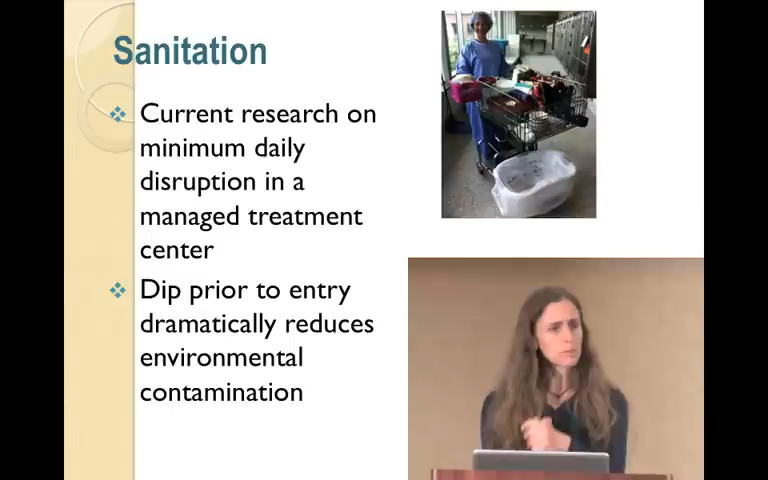 Sanitation
Current research on
minimum daily
disruption in a
managed treatment
center
Dip prior to entry
dramatically reduces
environmental
contamination